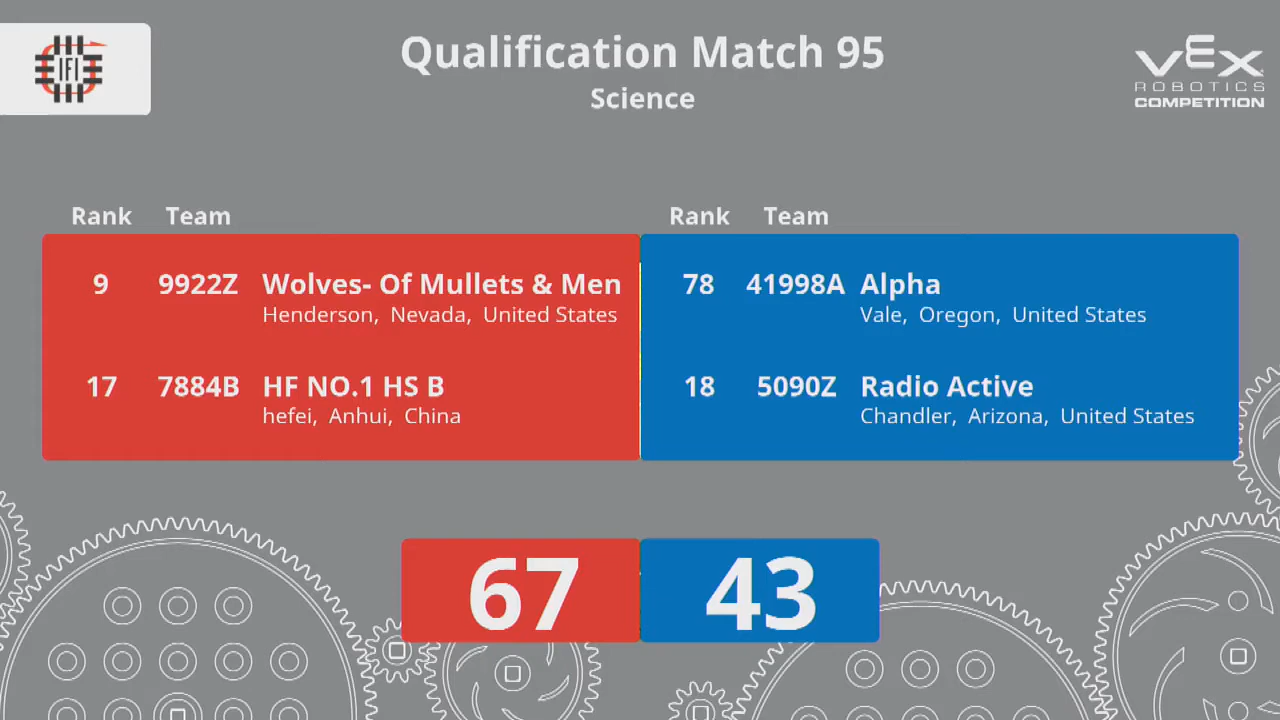 IFI
Qualification Match 95
Science
VEX
ROBOTICS
COMPETITION
Rank Team
Rank Team
9 9922Z Wolves- Of Mullets & Men
Henderson, Nevada, United States
17 7884B HF NO.1 HS B
hefei, Anhui, China
78 41998A Alpha
Vale, Oregon, United States
18 5090Z Radio Active
Chandler, Arizona, United States
67
43